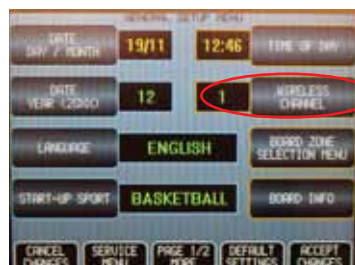 GENERAL SETUP MENU
DATE
DAY / MONTH
19/11
12:46
TIME OF DAY
DATE
YEAR (20XX)
12
1
WIRELESS
CHANNEL
LANGUAGE
ENGLISH
BOARD ZONE
SELECTION MENU
START-UP SPORT
BASKETBALL
BOARD INFO
CANCEL
CHANGES
SERVICE
MENU
PAGE 1/2
MORE
DEFAULT
SETTINGS
ACCEPT
CHANGES